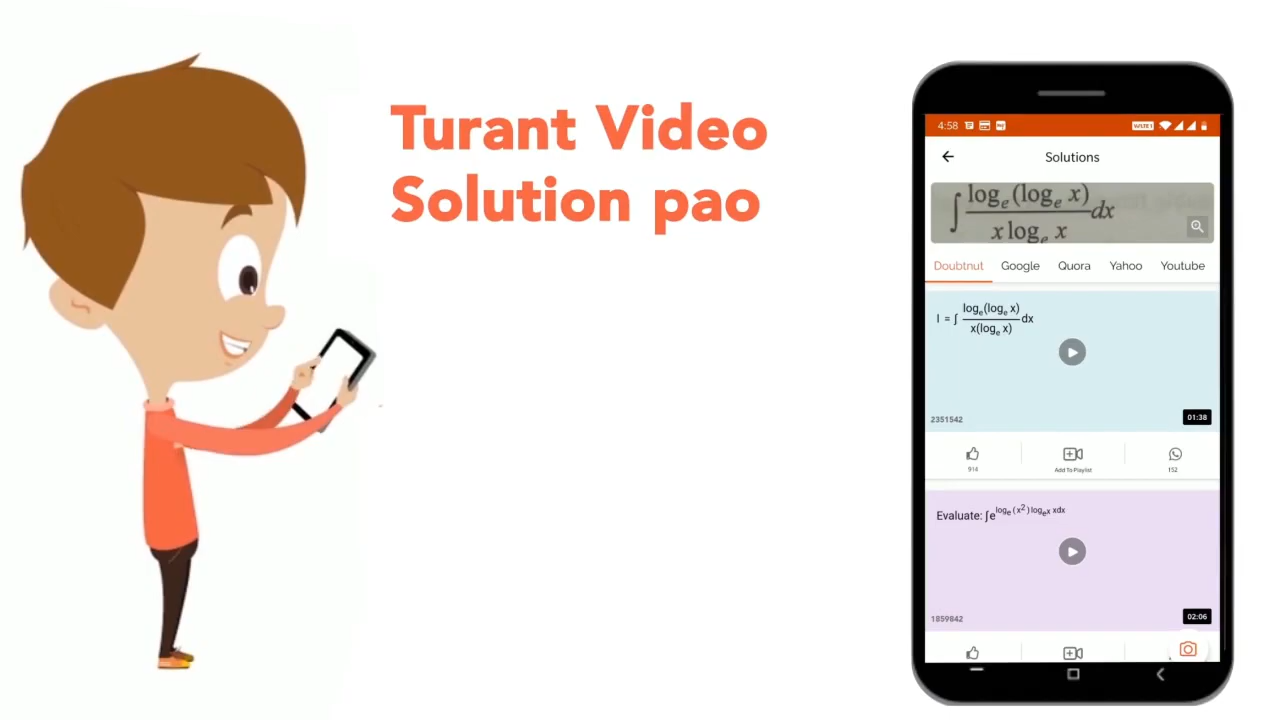 Turant Video
Solution pao
4:58
VoLTE1
Solutions
∫ logₑ(logₑ x) / x logₑ x dx
Doubtnut Google Quora Yahoo Youtube
I = ∫ logₑ(logₑ x) / x(logₑ x) dx
2351542 01:38
914 Add To Playlist 152
Evaluate: ∫e^logₑ(x²)logₑx xdx
1859842 02:06